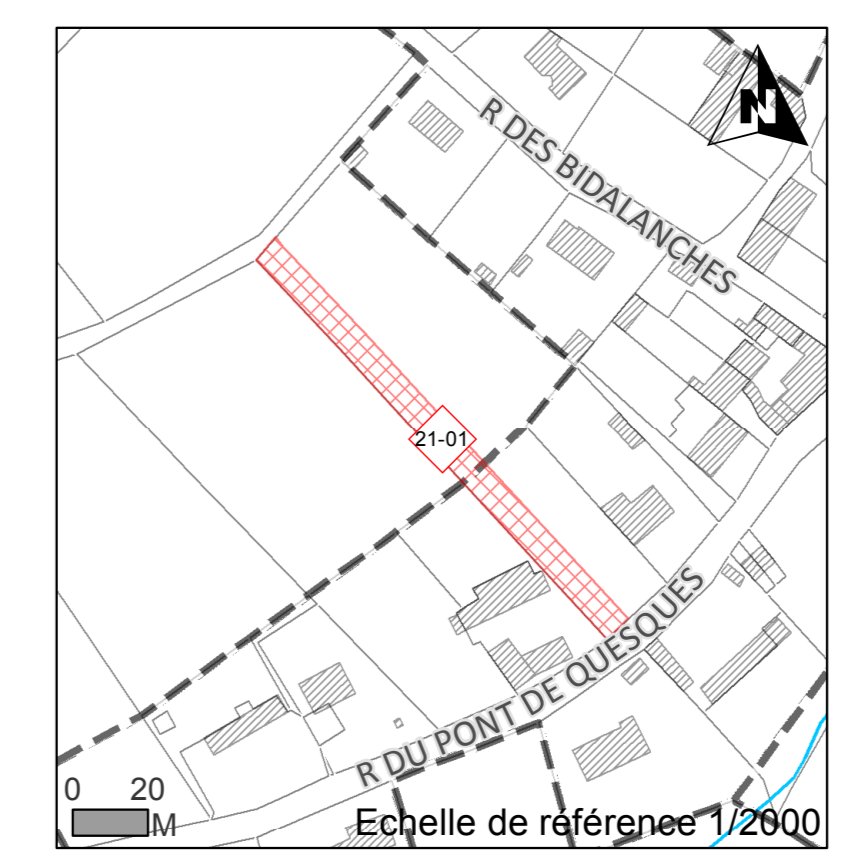 N
R DES BIDALANCHES
21-01
R DU PONT DE QUESQUES
0 20
M
Echelle de référence 1/2000